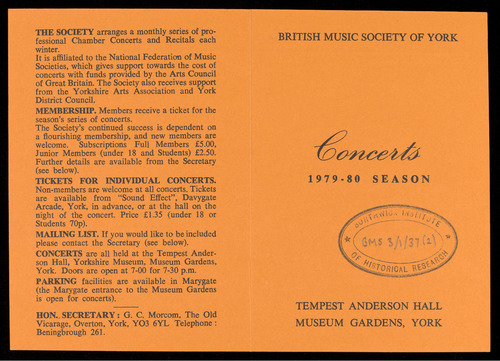 THE SOCIETY arranges a monthly series of pro-
fessional Chamber Concerts and Recitals each
winter.
It is affiliated to the National Federation of Music
Societies, which gives support towards the cost of
concerts with funds provided by the Arts Council
of Great Britain. The Society also receives support
from the Yorkshire Arts Association and York
District Council.
MEMBERSHIP. Members receive a ticket for the
season's series of concerts.
The Society's continued success is dependent on
a flourishing membership, and new members are
welcome. Subscriptions Full Members £5.00,
Junior Members (under 18 and Students) £2.50.
Further details are available from the Secretary
(see below).
TICKETS FOR INDIVIDUAL CONCERTS.
Non-members are welcome at all concerts. Tickets
are available from "Sound Effect", Davygate
Arcade, York, in advance, or at the hall on the
night of the concert. Price £1.35 (under 18 or
Students 70p).
MAILING LIST. If you would like to be included
please contact the Secretary (see below).
CONCERTS are all held at the Tempest Ander-
son Hall, Yorkshire Museum, Museum Gardens,
York. Doors are open at 7-00 for 7-30 p.m.
PARKING facilities are available in Marygate
(the Marygate entrance to the Museum Gardens
is open for concerts).
HON. SECRETARY : G. C. Morcom, The Old
Vicarage, Overton, York, YO3 6YL Telephone :
Beningbrough 261.
BRITISH MUSIC SOCIETY OF YORK
Concerts
1979-80 SEASON
BORTHWICK INSTITUTE
BMS 3/1/37(2)
OF HISTORICAL RESEARCH
TEMPEST ANDERSON HALL
MUSEUM GARDENS, YORK